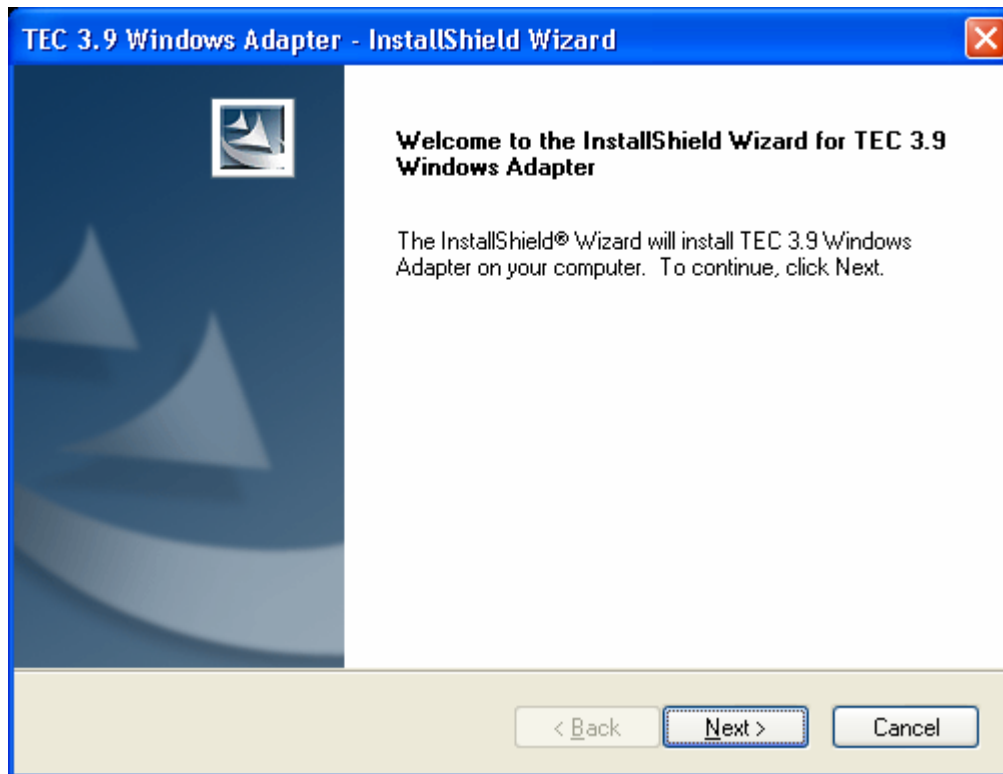 TEC 3.9 Windows Adapter - InstallShield Wizard
Welcome to the InstallShield Wizard for TEC 3.9
Windows Adapter
The InstallShield® Wizard will install TEC 3.9 Windows
Adapter on your computer.  To continue, click Next.
< Back
Next >
Cancel